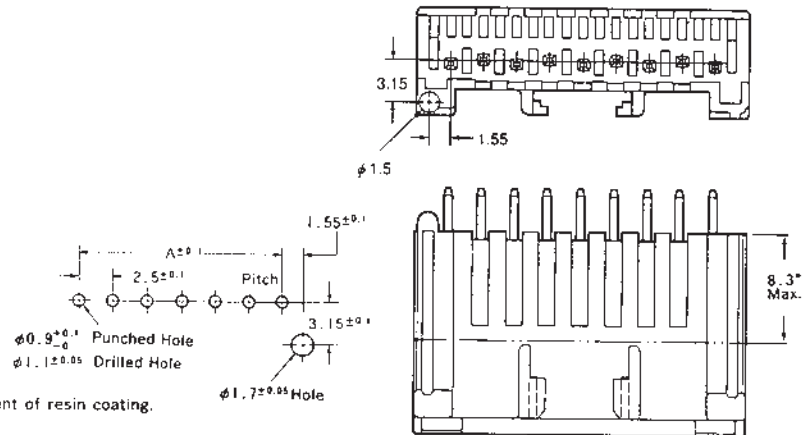 3.15
1.55
φ1.5
1.55±0.1
A±0.1
2.5±0.1
Pitch
8.3*
Max.
3.15±0.1
φ0.9+0.1-0 Punched Hole
φ1.1±0.05 Drilled Hole
φ1.7±0.05 Hole
nt of resin coating.